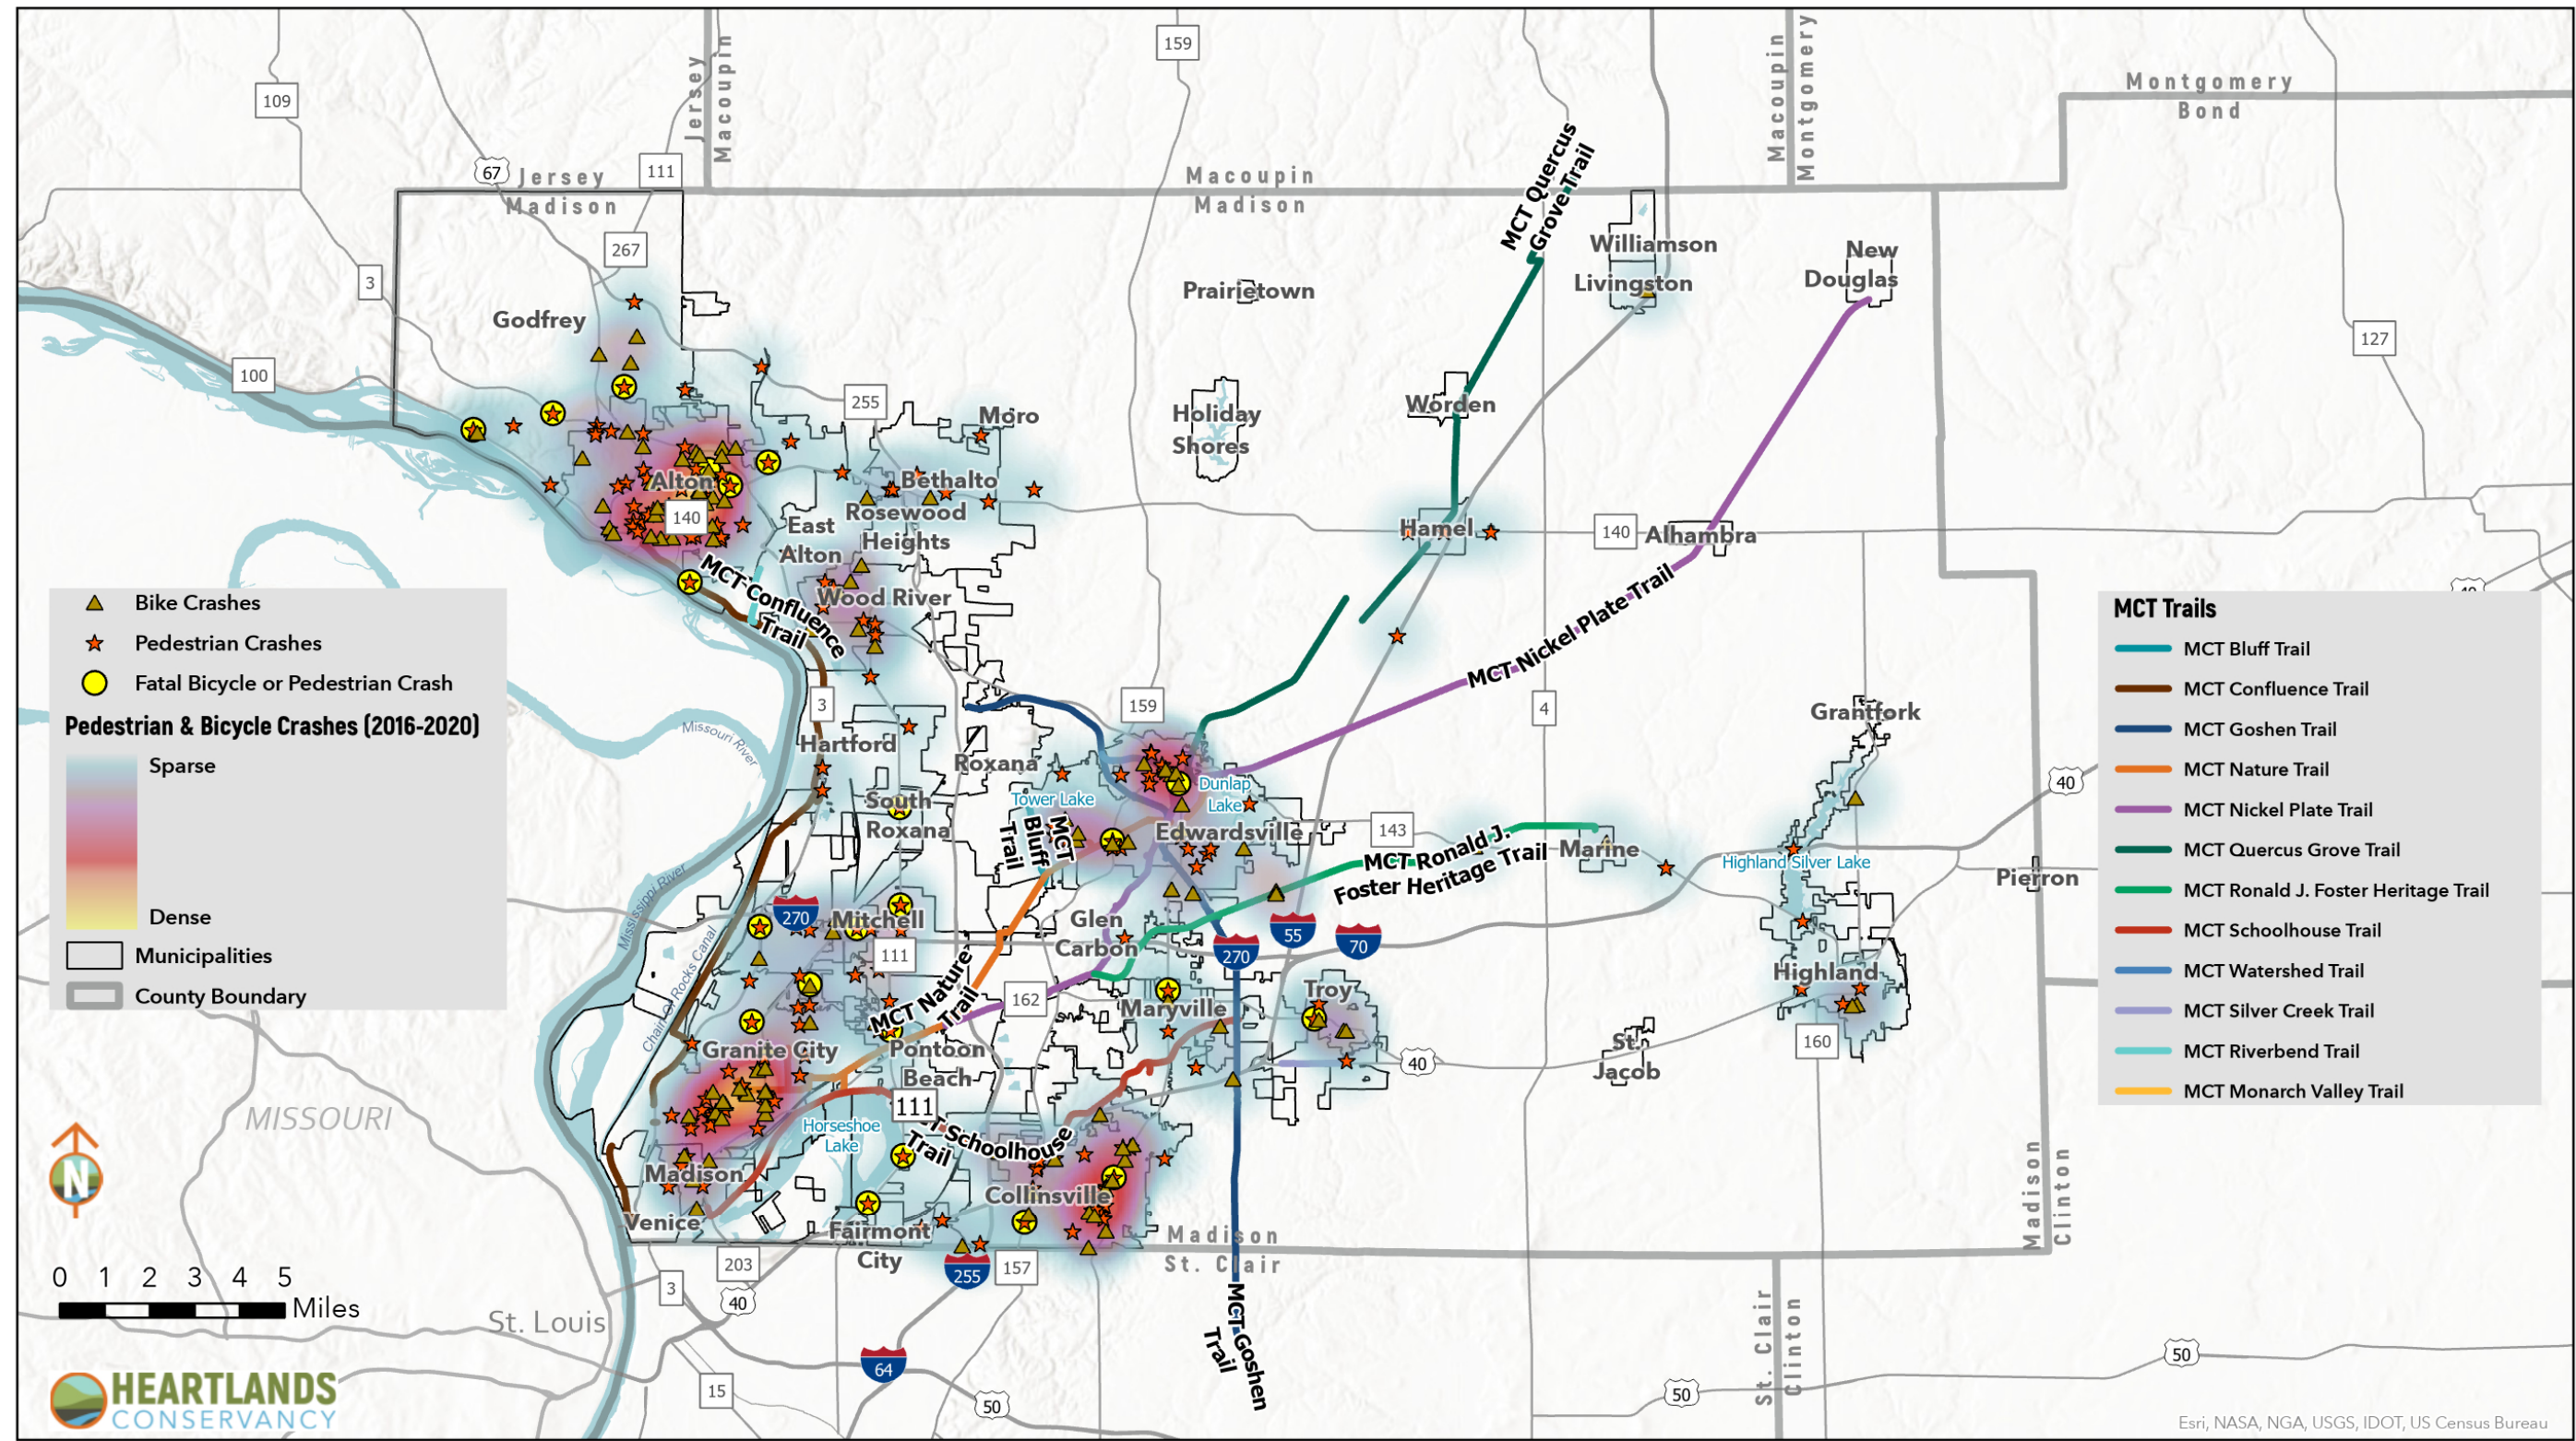 159
109
Jersey
Macoupin
Macoupin
Montgomery
Montgomery
Bond
67
111
Jersey
Madison
Macoupin
Madison
MCT Quercus
Grove Trail
267
3
Williamson
Livingston
New
Douglas
Prairietown
Godfrey
127
100
255
Moro
Holiday
Shores
Worden
Alton
Bethalto
140
Rosewood
Heights
East
Alton
Hamel
140
Alhambra
MCT Confluence
Trail
Wood River
MCT Nickel Plate Trail
Bike Crashes
Pedestrian Crashes
Fatal Bicycle or Pedestrian Crash
Pedestrian & Bicycle Crashes (2016-2020)
Sparse
Dense
Municipalities
County Boundary
MCT Trails
MCT Bluff Trail
MCT Confluence Trail
MCT Goshen Trail
MCT Nature Trail
MCT Nickel Plate Trail
MCT Quercus Grove Trail
MCT Ronald J. Foster Heritage Trail
MCT Schoolhouse Trail
MCT Watershed Trail
MCT Silver Creek Trail
MCT Riverbend Trail
MCT Monarch Valley Trail
3
159
4
Grantfork
Missouri River
Hartford
Roxana
Dunlap
Lake
40
Tower Lake
South
Roxana
MCT
Bluff
Trail
Edwardsville
143
MCT Ronald J.
Foster Heritage Trail
Marine
Highland Silver Lake
Pierron
Mississippi River
270
Mitchell
Glen
Carbon
55
270
70
111
Chain Of Rocks Canal
MCT Nature
Trail
162
Maryville
Troy
Highland
Granite City
Pontoon
Beach
40
St.
Jacob
160
MISSOURI
111
Horseshoe
Lake
Schoolhouse
Trail
N
Madison
Collinsville
Venice
Fairmont
City
Madison
St. Clair
Madison
Clinton
203
255
157
0 1 2 3 4 5
Miles
3
40
St. Louis
MCT Goshen
Trail
St. Clair
Clinton
64
50
15
50
50
HEARTLANDS
CONSERVANCY
Esri, NASA, NGA, USGS, IDOT, US Census Bureau